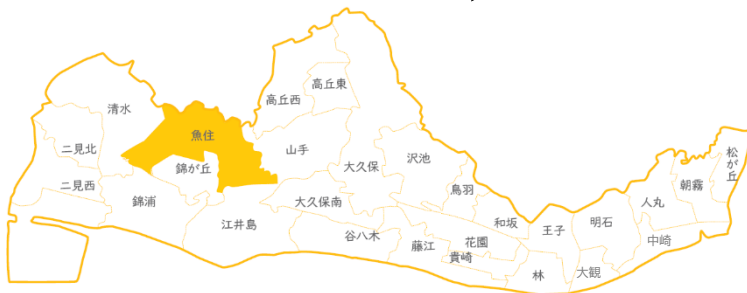 高丘東
高丘西
清水
魚住
松が丘
二見北
山手
沢池
錦が丘
大久保
朝霧
二見西
鳥羽
人丸
錦浦
大久保南
和坂
王子
明石
江井島
谷八木
藤江
花園
中崎
貴崎
林
大観